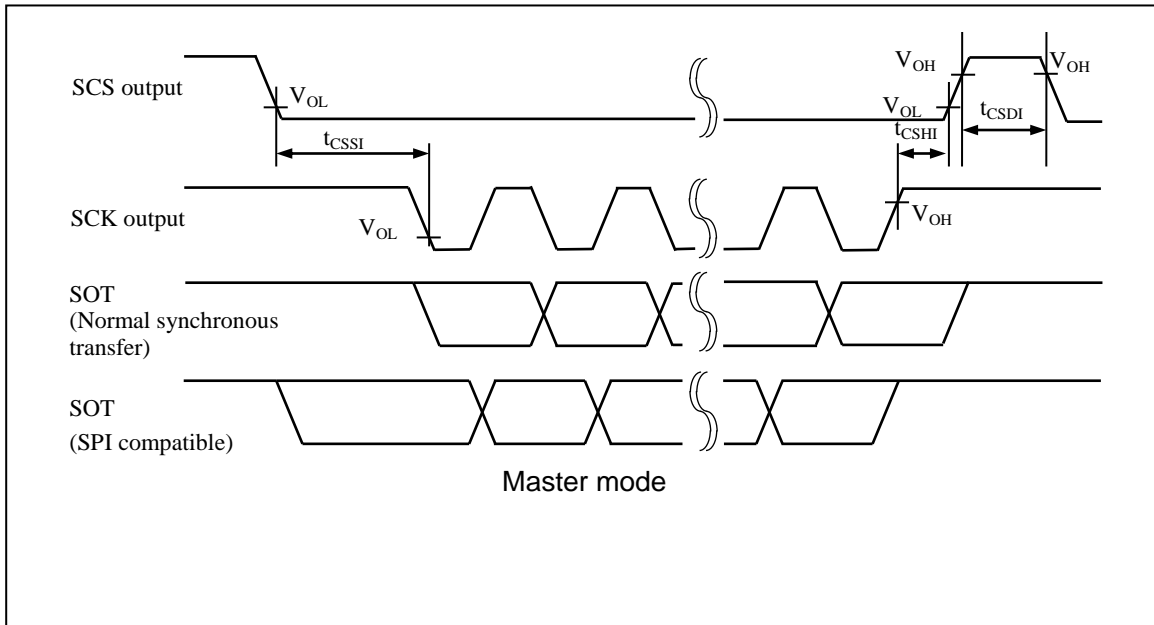 SCS output
V_OL
V_OH
V_OH
V_OL
t_CSSI
t_CSHI
t_CSDI
SCK output
V_OL
V_OH
SOT
(Normal synchronous
transfer)
SOT
(SPI compatible)
Master mode